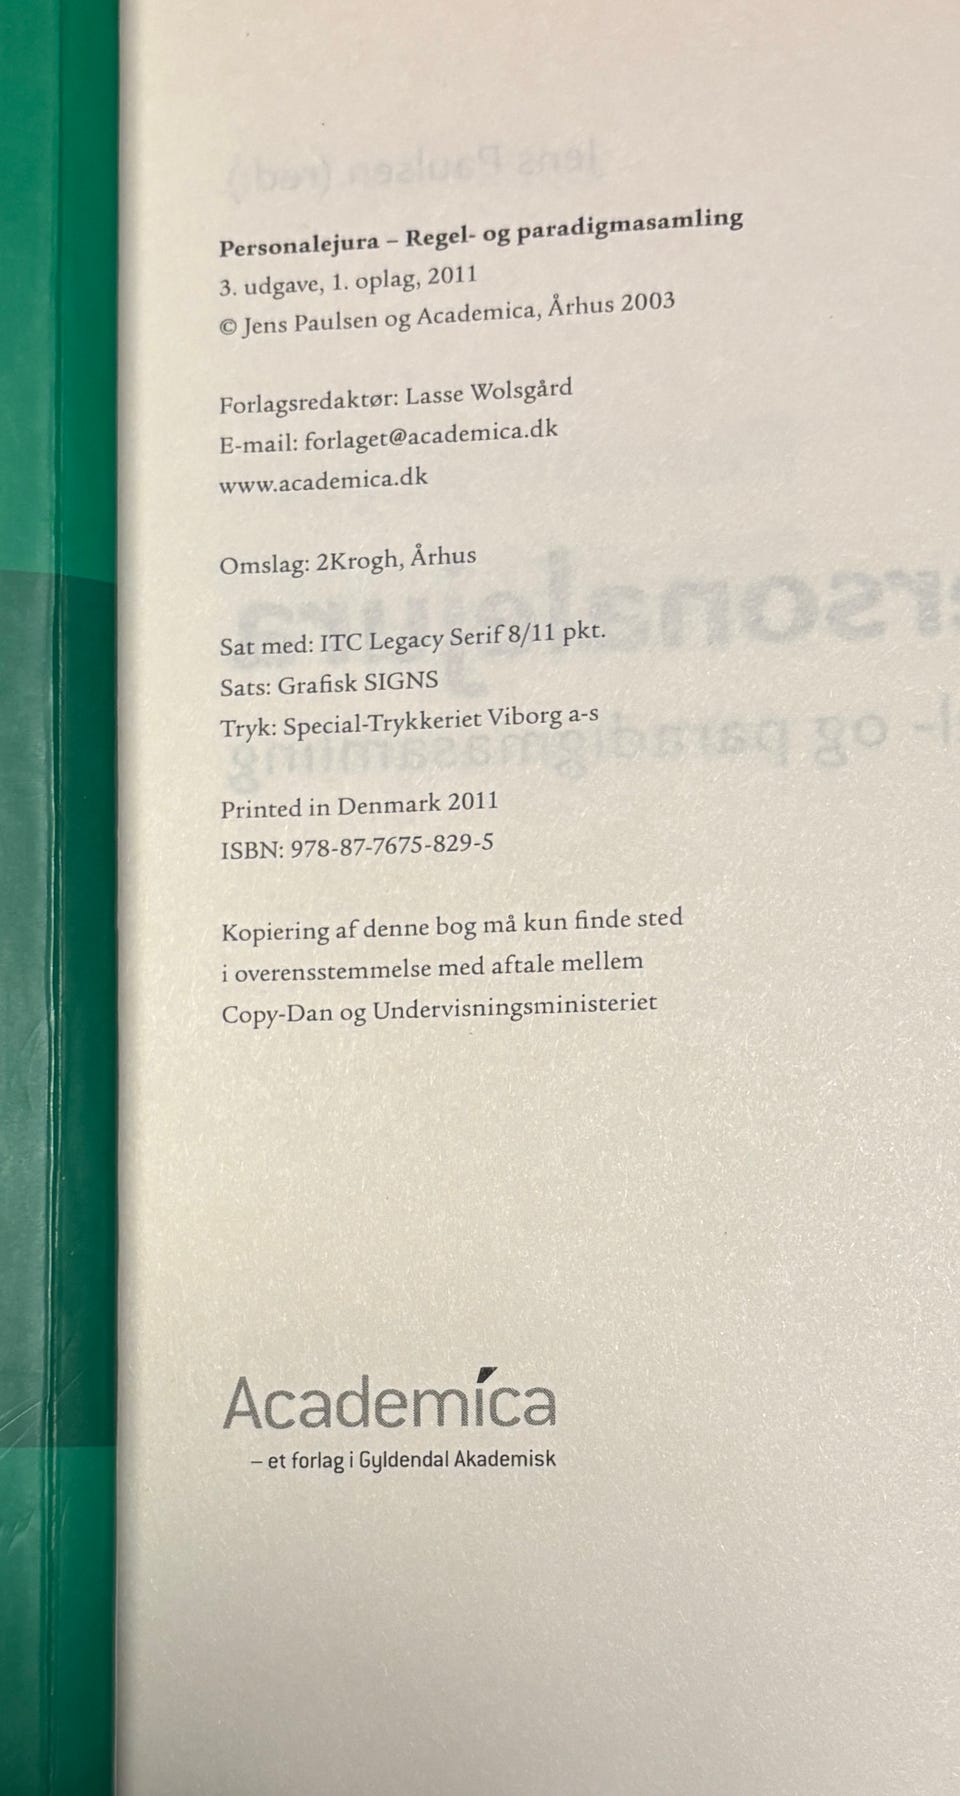 Jens Paulsen (red.)
Personalejura – Regel- og paradigmasamling
3. udgave, 1. oplag, 2011
© Jens Paulsen og Academica, Århus 2003
Forlagsredaktør: Lasse Wolsgård
E-mail: forlaget@academica.dk
www.academica.dk
Omslag: 2Krogh, Århus
Sat med: ITC Legacy Serif 8/11 pkt.
Sats: Grafisk SIGNS
Tryk: Special-Trykkeriet Viborg a-s
Printed in Denmark 2011
ISBN: 978-87-7675-829-5
Kopiering af denne bog må kun finde sted
i overensstemmelse med aftale mellem
Copy-Dan og Undervisningsministeriet
Academica
– et forlag i Gyldendal Akademisk